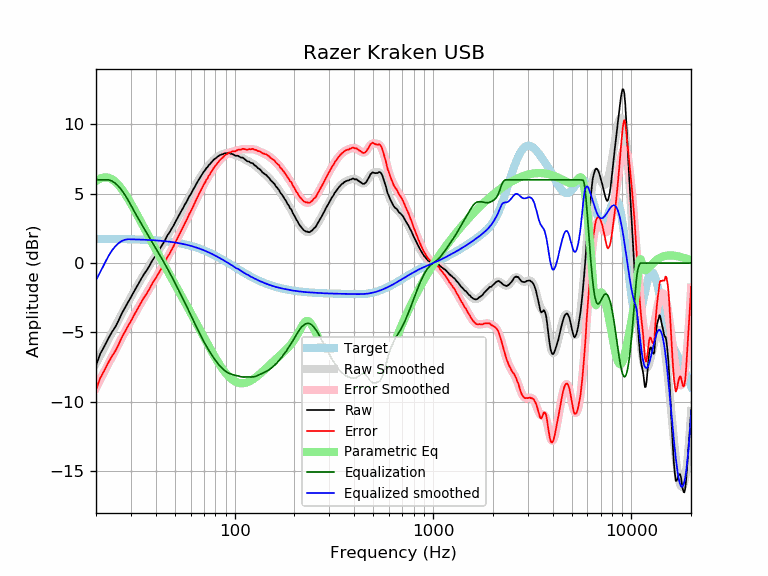 Razer Kraken USB
Amplitude (dBr)
10
5
0
−5
−10
−15
Target
Raw Smoothed
Error Smoothed
Raw
Error
Parametric Eq
Equalization
Equalized smoothed
100
1000
10000
Frequency (Hz)